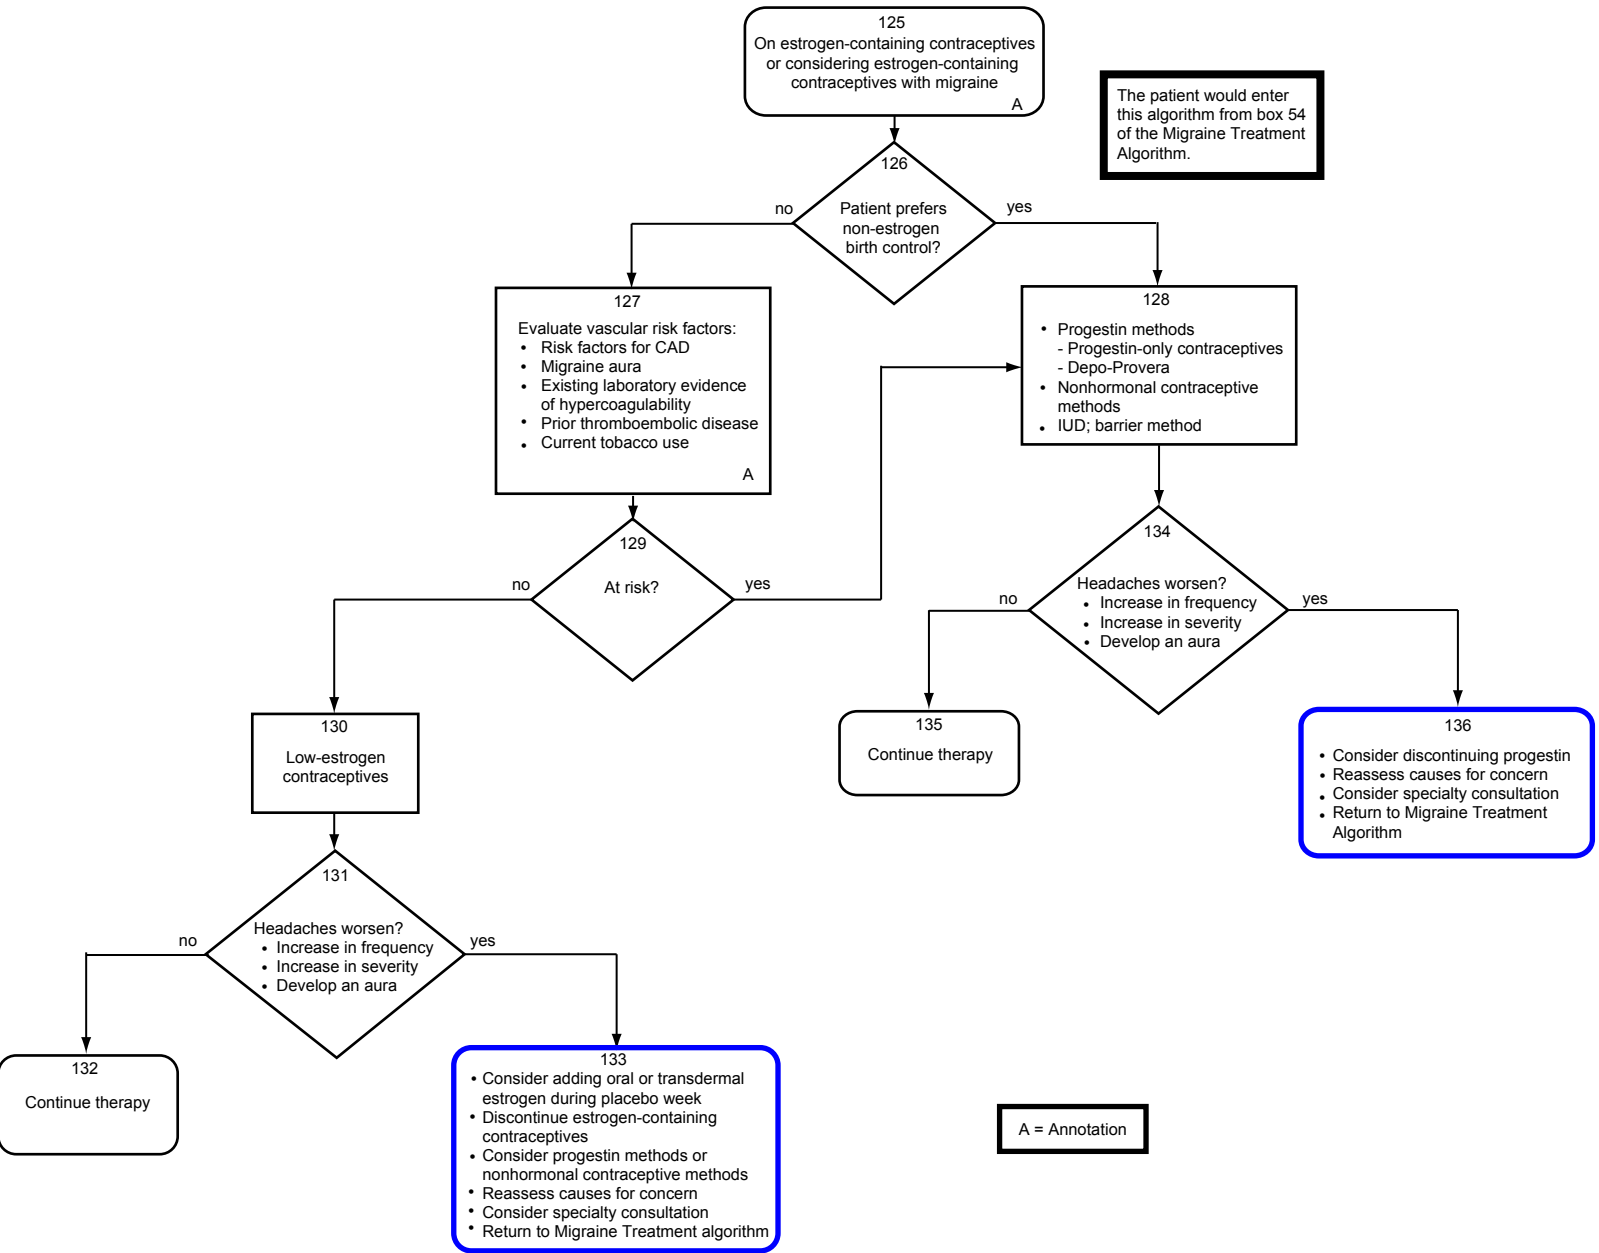 125
On estrogen-containing contraceptives
or considering estrogen-containing
contraceptives with migraine
A
The patient would enter
this algorithm from box 54
of the Migraine Treatment
Algorithm.
126
Patient prefers
non-estrogen
birth control?
no
yes
127
Evaluate vascular risk factors:
• Risk factors for CAD
• Migraine aura
• Existing laboratory evidence
of hypercoagulability
• Prior thromboembolic disease
• Current tobacco use
A
128
• Progestin methods
- Progestin-only contraceptives
- Depo-Provera
• Nonhormonal contraceptive
methods
• IUD; barrier method
129
At risk?
no
yes
134
Headaches worsen?
• Increase in frequency
• Increase in severity
• Develop an aura
no
yes
130
Low-estrogen
contraceptives
135
Continue therapy
136
• Consider discontinuing progestin
• Reassess causes for concern
• Consider specialty consultation
• Return to Migraine Treatment
Algorithm
131
Headaches worsen?
• Increase in frequency
• Increase in severity
• Develop an aura
no
yes
132
Continue therapy
133
• Consider adding oral or transdermal
estrogen during placebo week
• Discontinue estrogen-containing
contraceptives
• Consider progestin methods or
nonhormonal contraceptive methods
• Reassess causes for concern
• Consider specialty consultation
• Return to Migraine Treatment algorithm
A = Annotation